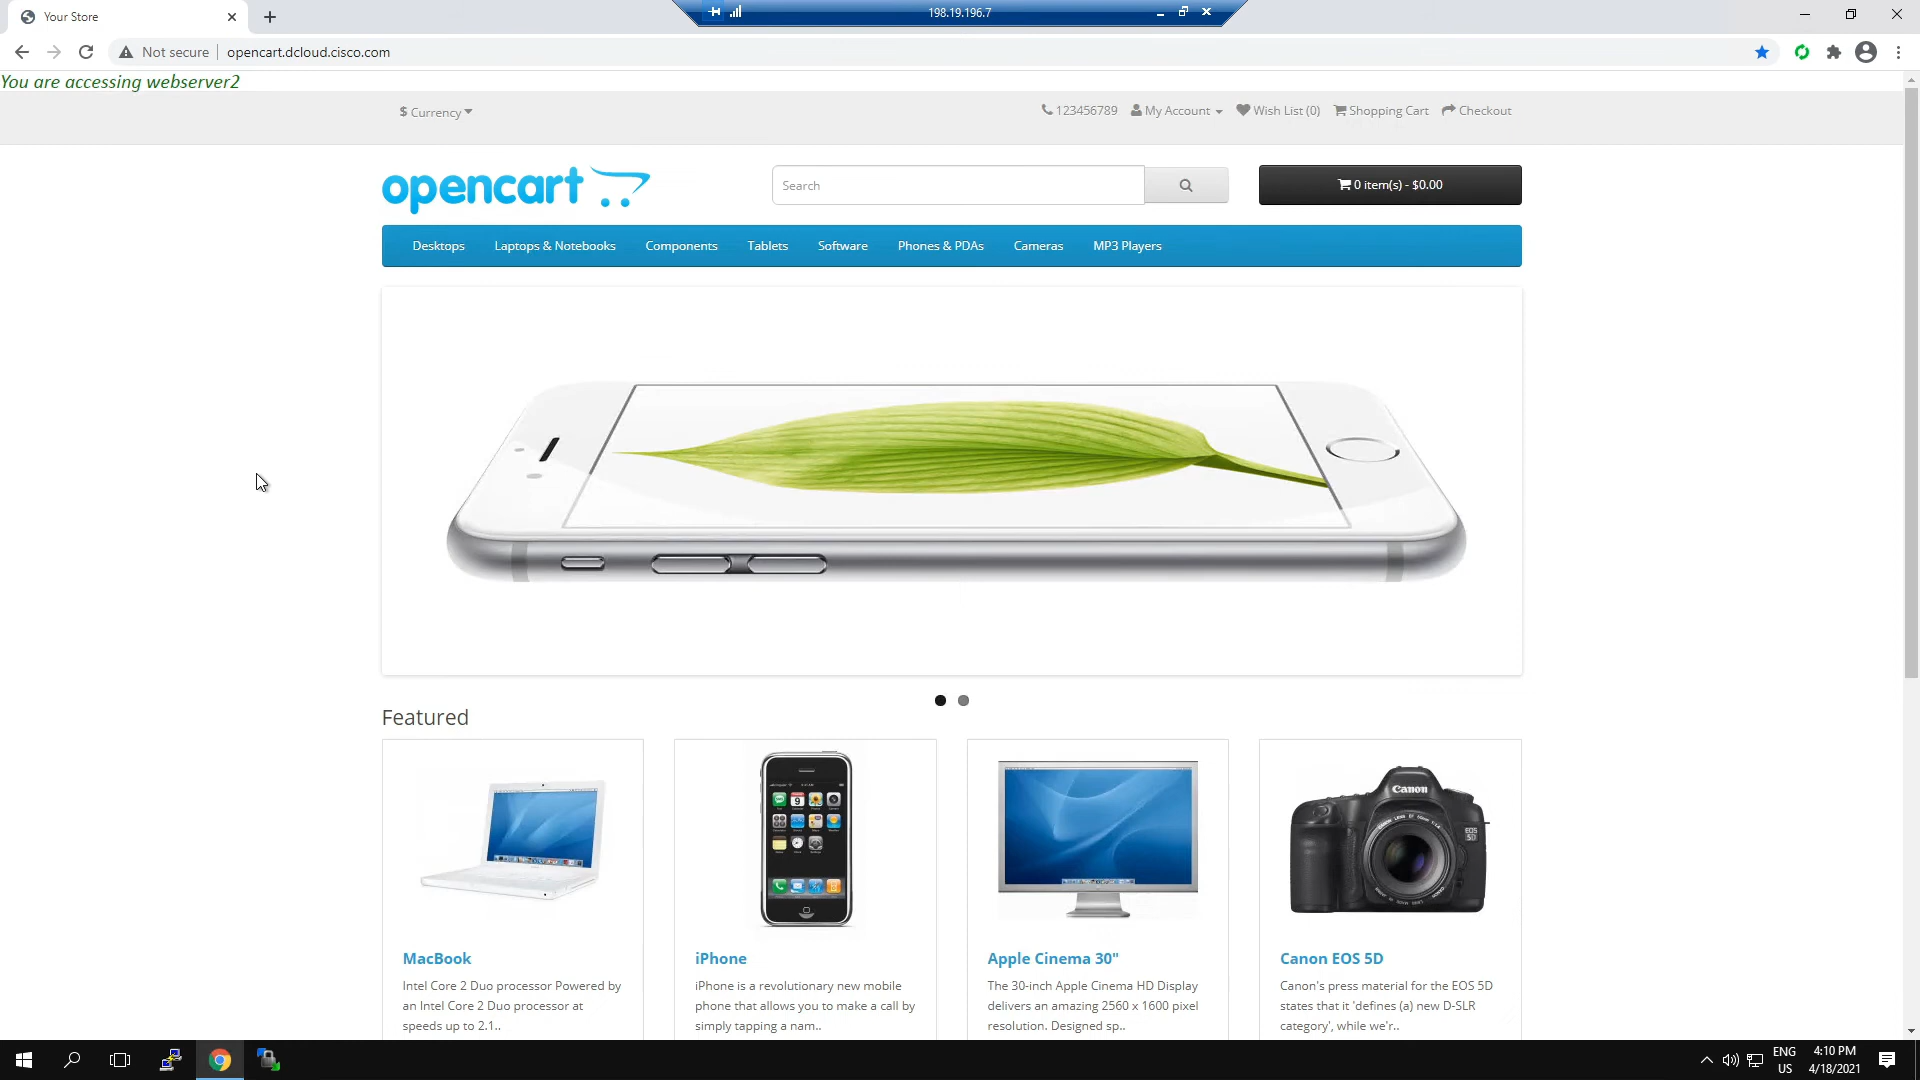 Your Store
198.19.196.7
Not secure
opencart.dcloud.cisco.com
You are accessing webserver2
$ Currency
123456789
My Account
Wish List (0)
Shopping Cart
Checkout
opencart
Search
0 item(s) - $0.00
Desktops
Laptops & Notebooks
Components
Tablets
Software
Phones & PDAs
Cameras
MP3 Players
Featured
Canon
EOS
5D
MacBook
Intel Core 2 Duo processor Powered by
an Intel Core 2 Duo processor at
speeds up to 2.1..
iPhone
iPhone is a revolutionary new mobile
phone that allows you to make a call by
simply tapping a nam..
Apple Cinema 30"
The 30-inch Apple Cinema HD Display
delivers an amazing 2560 x 1600 pixel
resolution. Designed sp..
Canon EOS 5D
Canon's press material for the EOS 5D
states that it 'defines (a) new D-SLR
category', while we'r..
ENG
US
4:10 PM
4/18/2021